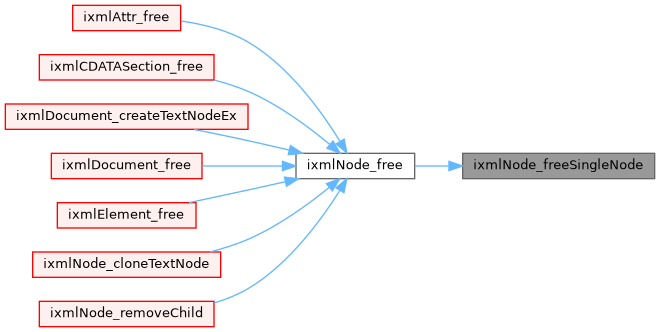 ixmlAttr_free
ixmlCDATASection_free
ixmlDocument_createTextNodeEx
ixmlDocument_free
ixmlNode_free
ixmlNode_freeSingleNode
ixmlElement_free
ixmlNode_cloneTextNode
ixmlNode_removeChild